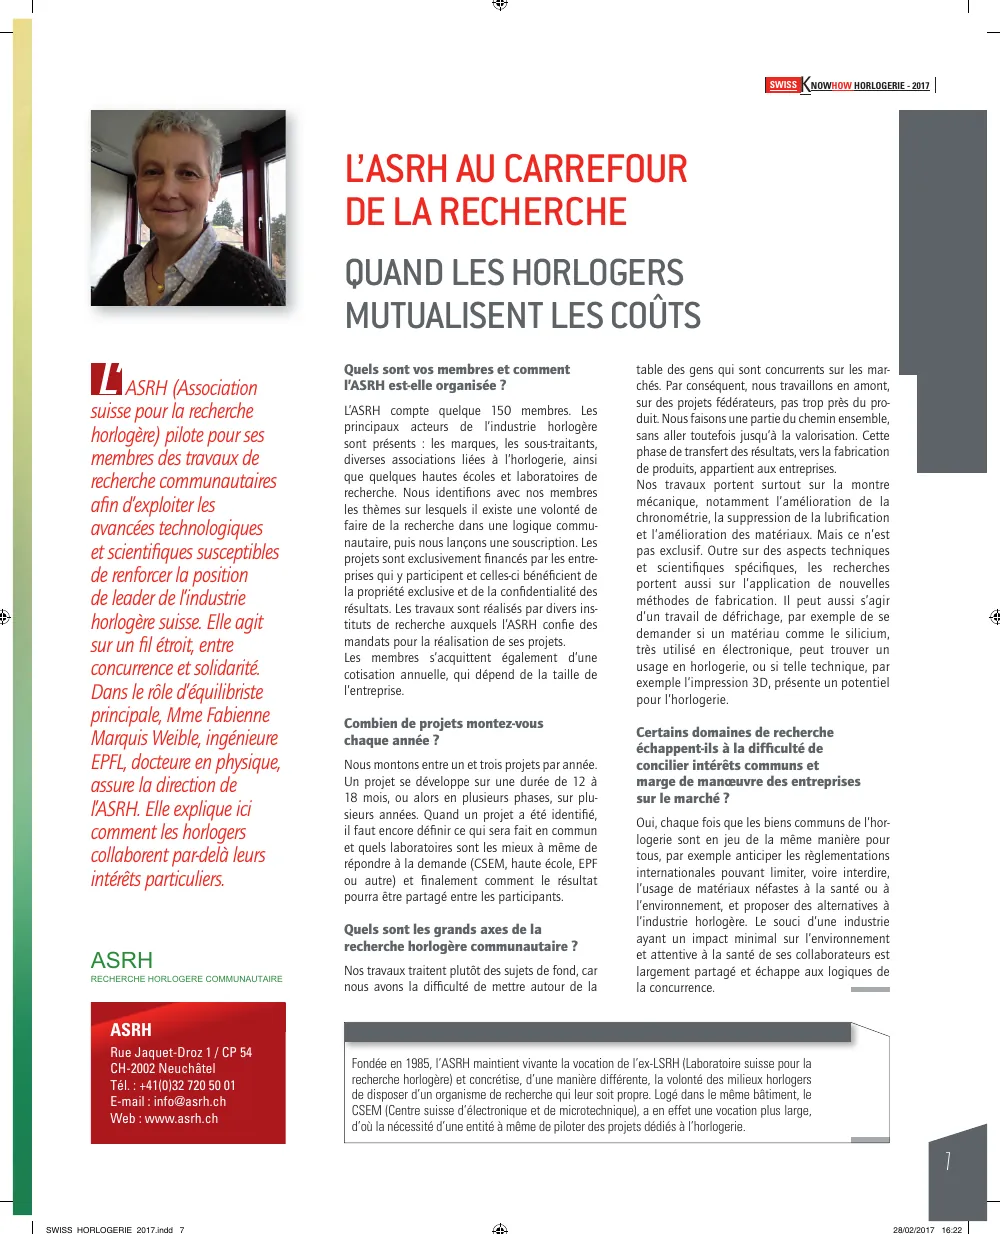 SWISS KNOWHOW HORLOGERIE - 2017
L’ASRH AU CARREFOUR
DE LA RECHERCHE
QUAND LES HORLOGERS
MUTUALISENT LES COÛTS
L’ASRH (Association
suisse pour la recherche
horlogère) pilote pour ses
membres des travaux de
recherche communautaires
afin d’exploiter les
avancées technologiques
et scientifiques susceptibles
de renforcer la position
de leader de l’industrie
horlogère suisse. Elle agit
sur un fil étroit, entre
concurrence et solidarité.
Dans le rôle d’équilibriste
principale, Mme Fabienne
Marquis Weible, ingénieure
EPFL, docteure en physique,
assure la direction de
l’ASRH. Elle explique ici
comment les horlogers
collaborent par-delà leurs
intérêts particuliers.
ASRH
RECHERCHE HORLOGERE COMMUNAUTAIRE
ASRH
Rue Jaquet-Droz 1 / CP 54
CH-2002 Neuchâtel
Tél. : +41(0)32 720 50 01
E-mail : info@asrh.ch
Web : www.asrh.ch
Quels sont vos membres et comment
l’ASRH est-elle organisée ?
L’ASRH compte quelque 150 membres. Les
principaux acteurs de l’industrie horlogère
sont présents : les marques, les sous-traitants,
diverses associations liées à l’horlogerie, ainsi
que quelques hautes écoles et laboratoires de
recherche. Nous identifions avec nos membres
les thèmes sur lesquels il existe une volonté de
faire de la recherche dans une logique commu-
nautaire, puis nous lançons une souscription. Les
projets sont exclusivement financés par les entre-
prises qui y participent et celles-ci bénéficient de
la propriété exclusive et de la confidentialité des
résultats. Les travaux sont réalisés par divers ins-
tituts de recherche auxquels l’ASRH confie des
mandats pour la réalisation de ses projets.
Les membres s’acquittent également d’une
cotisation annuelle, qui dépend de la taille de
l’entreprise.
Combien de projets montez-vous
chaque année ?
Nous montons entre un et trois projets par année.
Un projet se développe sur une durée de 12 à
18 mois, ou alors en plusieurs phases, sur plu-
sieurs années. Quand un projet a été identifié,
il faut encore définir ce qui sera fait en commun
et quels laboratoires sont les mieux à même de
répondre à la demande (CSEM, haute école, EPF
ou autre) et finalement comment le résultat
pourra être partagé entre les participants.
Quels sont les grands axes de la
recherche horlogère communautaire ?
Nos travaux traitent plutôt des sujets de fond, car
nous avons la difficulté de mettre autour de la
table des gens qui sont concurrents sur les mar-
chés. Par conséquent, nous travaillons en amont,
sur des projets fédérateurs, pas trop près du pro-
duit. Nous faisons une partie du chemin ensemble,
sans aller toutefois jusqu’à la valorisation. Cette
phase de transfert des résultats, vers la fabrication
de produits, appartient aux entreprises.
Nos travaux portent surtout sur la montre
mécanique, notamment l’amélioration de la
chronométrie, la suppression de la lubrification
et l’amélioration des matériaux. Mais ce n’est
pas exclusif. Outre sur des aspects techniques
et scientifiques spécifiques, les recherches
portent aussi sur l’application de nouvelles
méthodes de fabrication. Il peut aussi s’agir
d’un travail de défrichage, par exemple de se
demander si un matériau comme le silicium,
très utilisé en électronique, peut trouver un
usage en horlogerie, ou si telle technique, par
exemple l’impression 3D, présente un potentiel
pour l’horlogerie.
Certains domaines de recherche
échappent-ils à la difficulté de
concilier intérêts communs et
marge de manœuvre des entreprises
sur le marché ?
Oui, chaque fois que les biens communs de l’hor-
logerie sont en jeu de la même manière pour
tous, par exemple anticiper les règlementations
internationales pouvant limiter, voire interdire,
l’usage de matériaux néfastes à la santé ou à
l’environnement, et proposer des alternatives à
l’industrie horlogère. Le souci d’une industrie
ayant un impact minimal sur l’environnement
et attentive à la santé de ses collaborateurs est
largement partagé et échappe aux logiques de
la concurrence.
Fondée en 1985, l’ASRH maintient vivante la vocation de l’ex-LSRH (Laboratoire suisse pour la
recherche horlogère) et concrétise, d’une manière différente, la volonté des milieux horlogers
de disposer d’un organisme de recherche qui leur soit propre. Logé dans le même bâtiment, le
CSEM (Centre suisse d’électronique et de microtechnique), a en effet une vocation plus large,
d’où la nécessité d’une entité à même de piloter des projets dédiés à l’horlogerie.
7
SWISS HORLOGERIE 2017.indd 7
28/02/2017 16:22